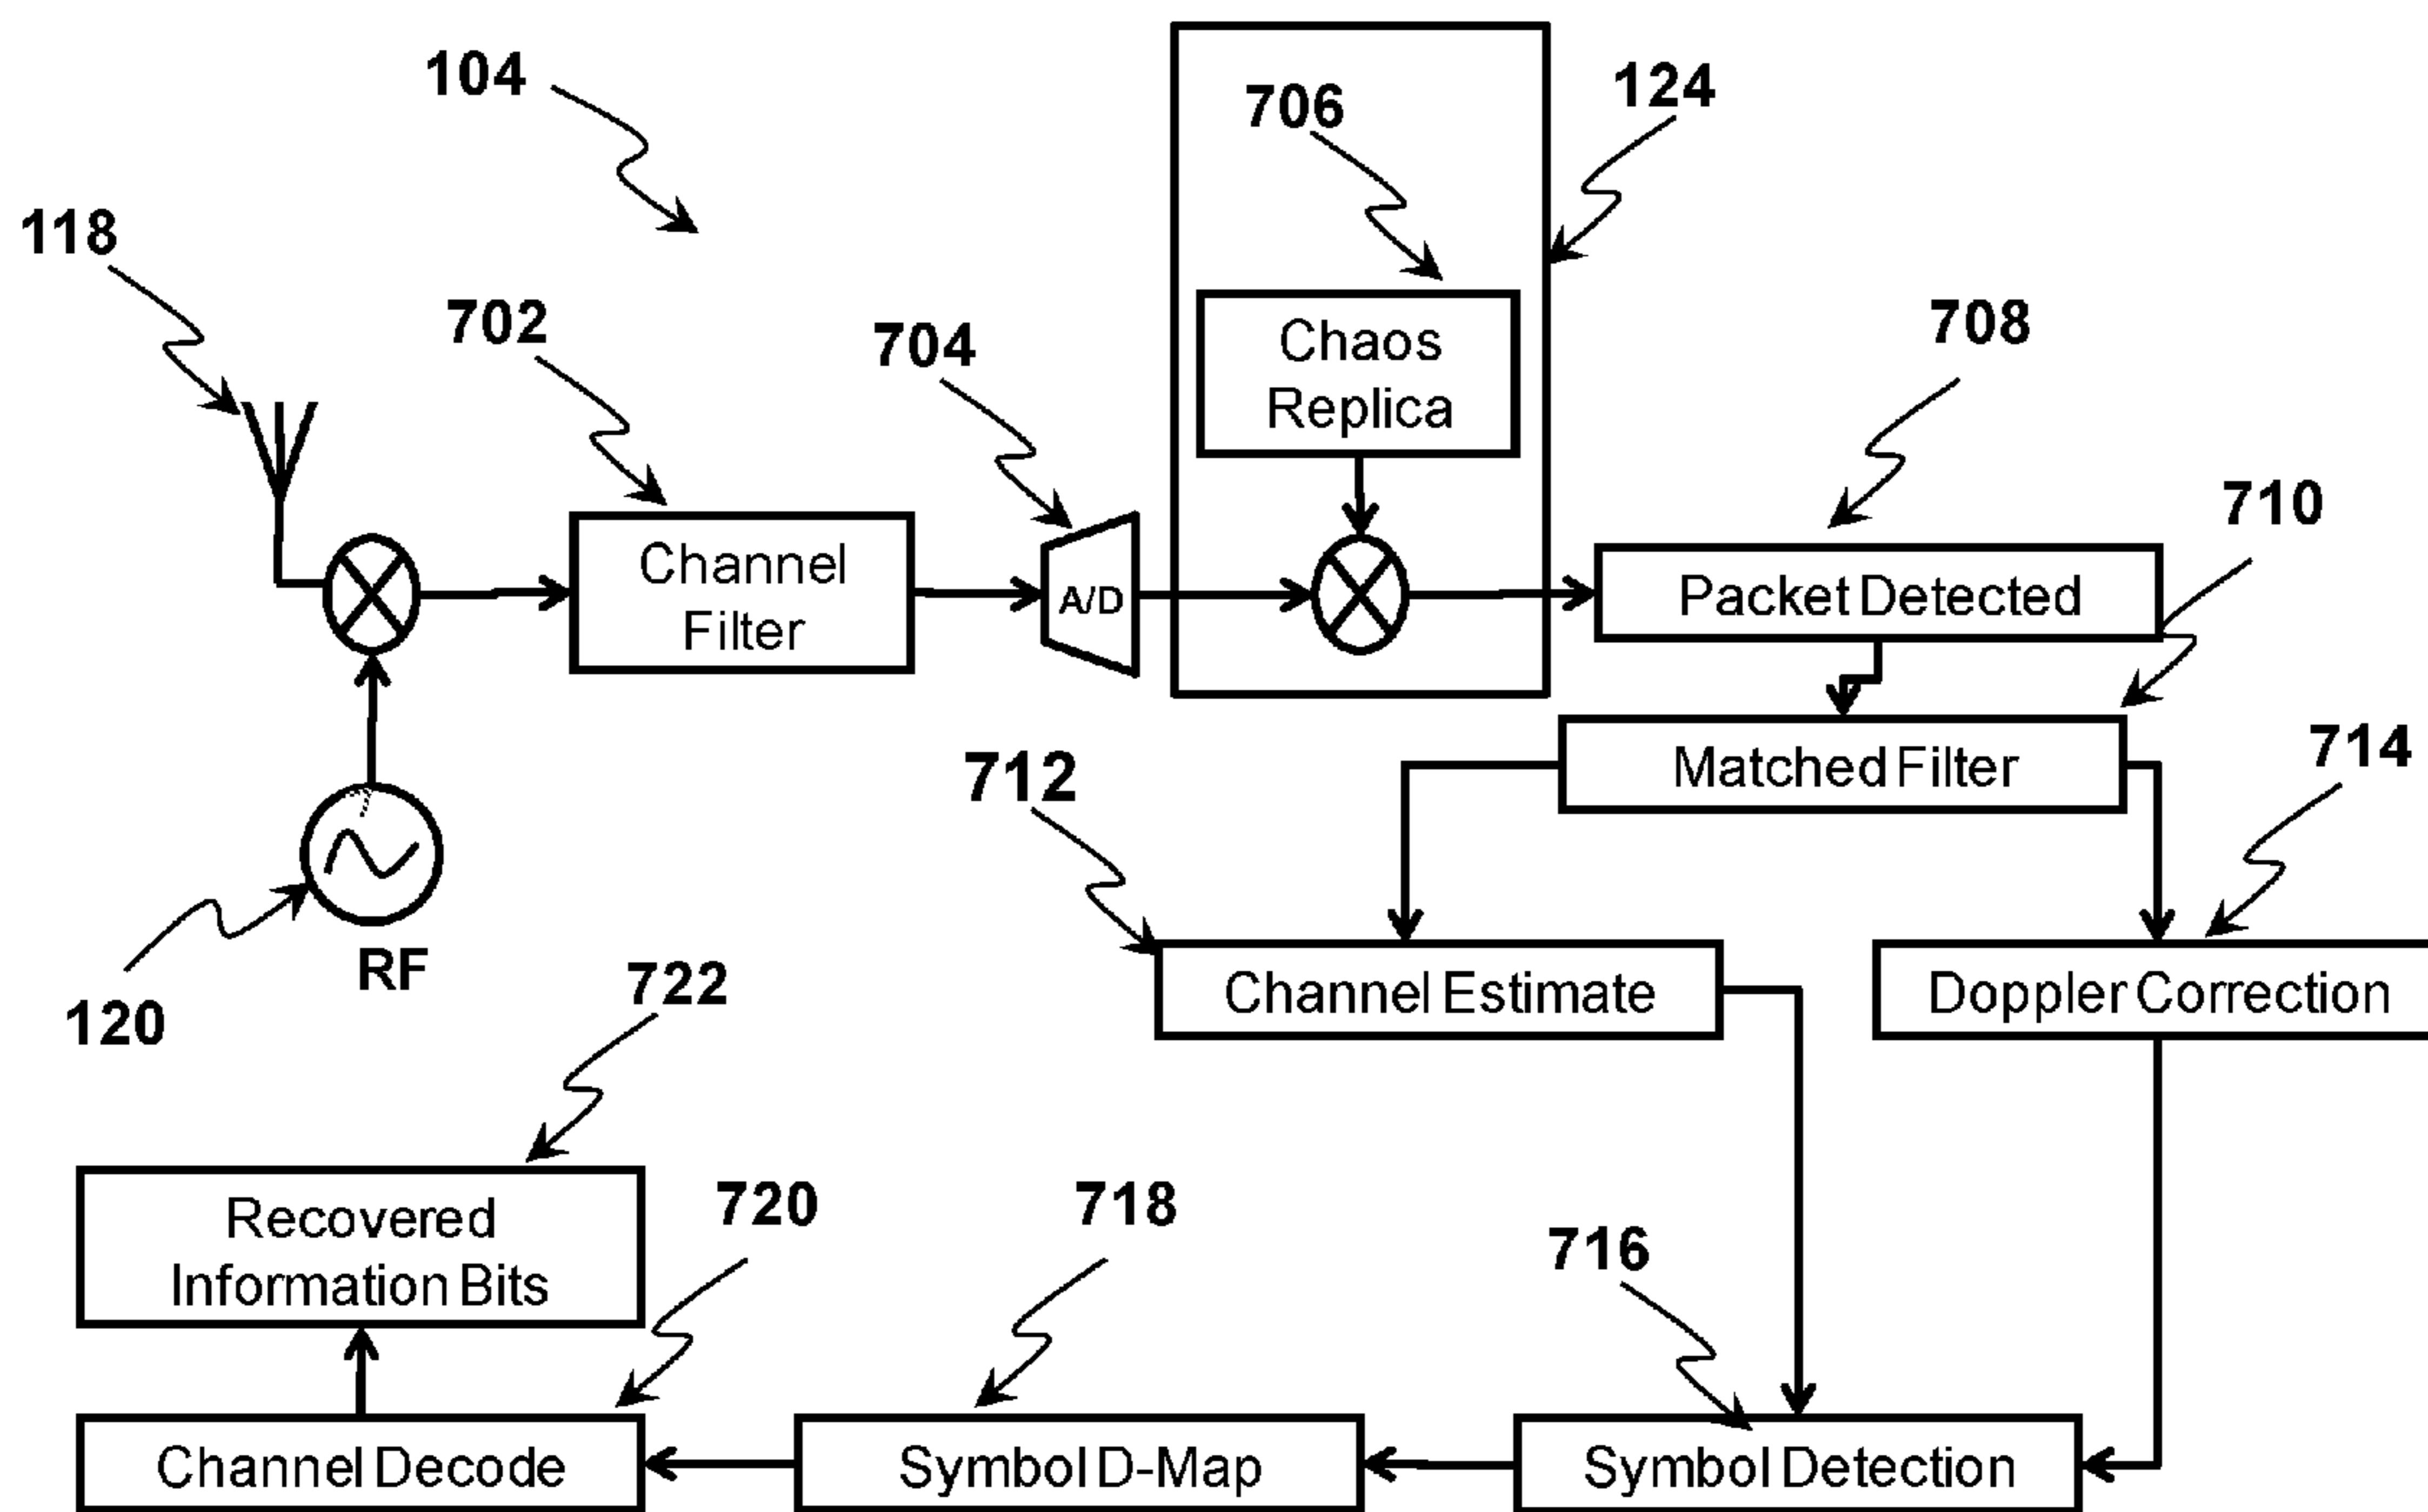 104
124
706
118
Chaos
Replica
702
704
708
710
Channel
Filter
A/D
Packet Detected
712
Matched Filter
714
RF
722
Channel Estimate
Doppler Correction
120
Recovered
Information Bits
720
718
716
Channel Decode
Symbol D-Map
Symbol Detection